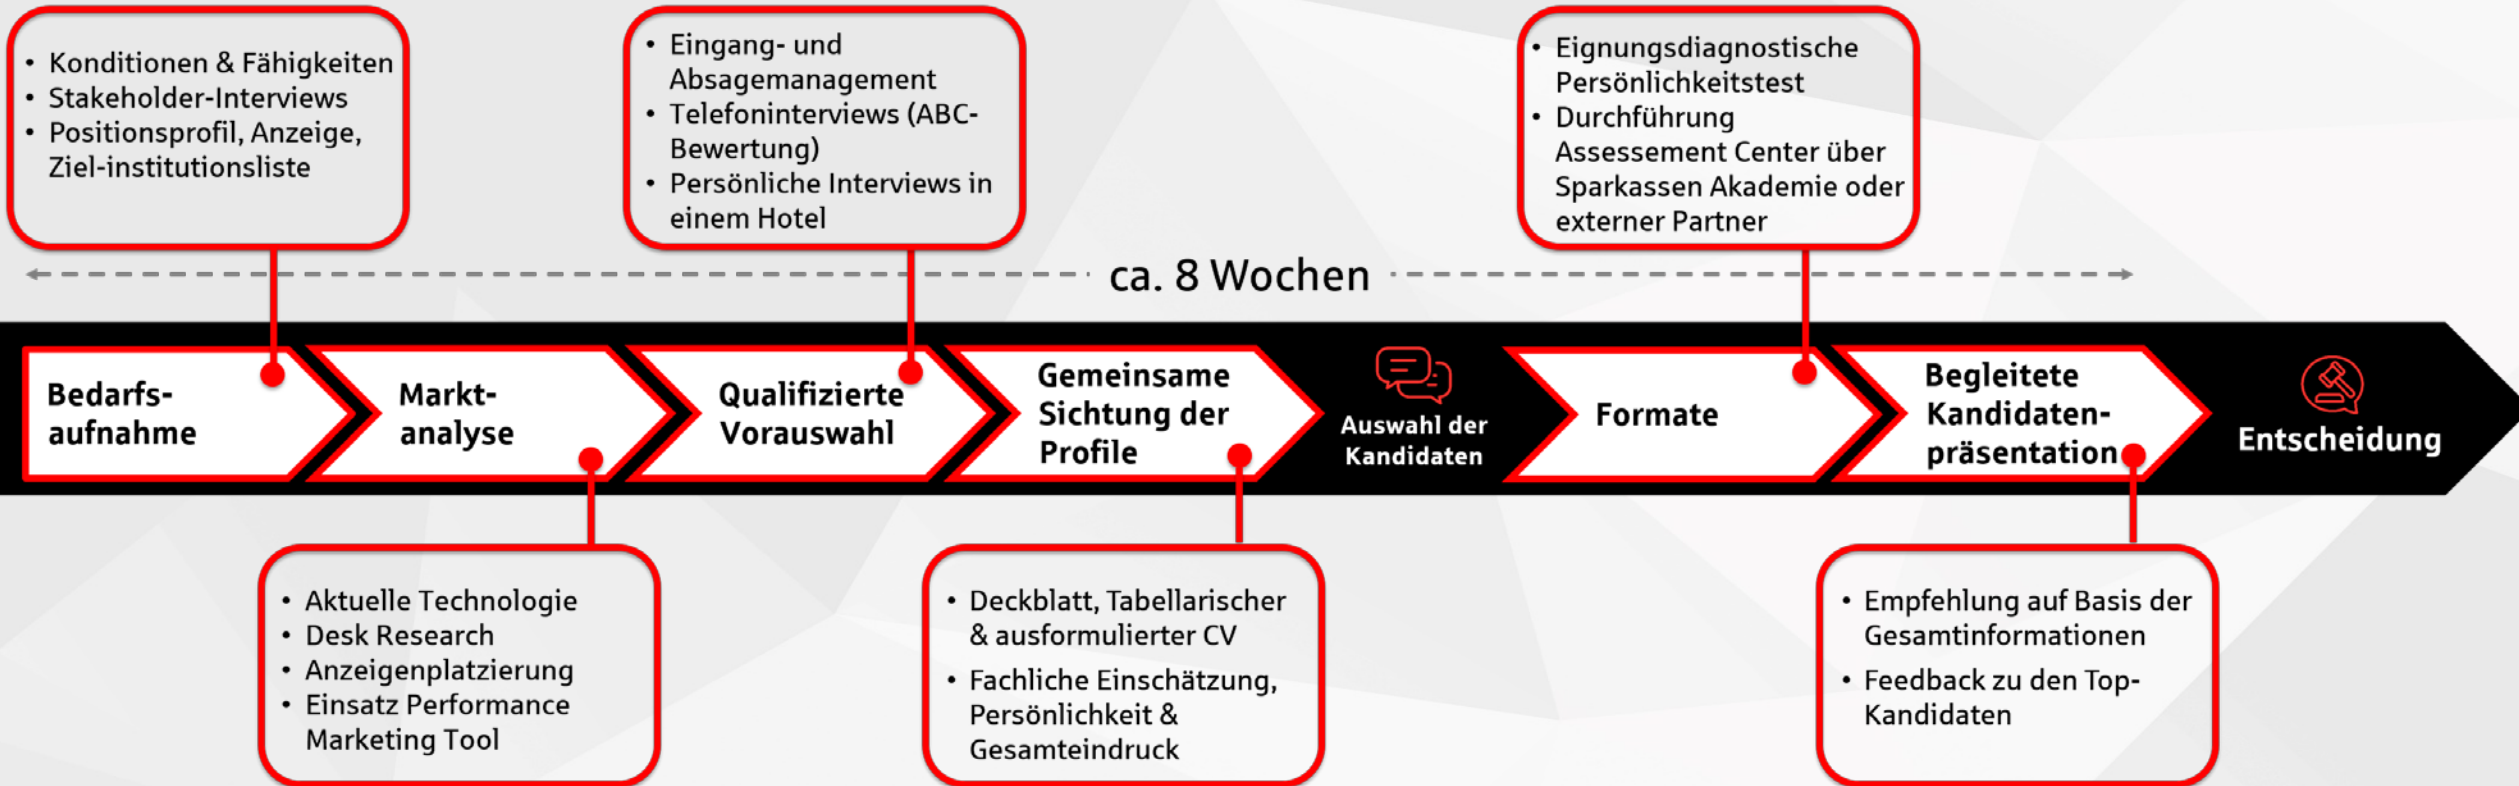 • Konditionen & Fähigkeiten
• Stakeholder-Interviews
• Positionsprofil, Anzeige,
Ziel-institutionsliste
• Eingang- und
Absagemanagement
• Telefoninterviews (ABC-
Bewertung)
• Persönliche Interviews in
einem Hotel
• Eignungsdiagnostische
Persönlichkeitstest
• Durchführung
Assessement Center über
Sparkassen Akademie oder
externer Partner
ca. 8 Wochen
Bedarfs-
aufnahme
Markt-
analyse
Qualifizierte
Vorauswahl
Gemeinsame
Sichtung der
Profile
Auswahl der
Kandidaten
Formate
Begleitete
Kandidaten-
präsentation
Entscheidung
• Aktuelle Technologie
• Desk Research
• Anzeigenplatzierung
• Einsatz Performance
Marketing Tool
• Deckblatt, Tabellarischer
& ausformulierter CV
• Fachliche Einschätzung,
Persönlichkeit &
Gesamteindruck
• Empfehlung auf Basis der
Gesamtinformationen
• Feedback zu den Top-
Kandidaten